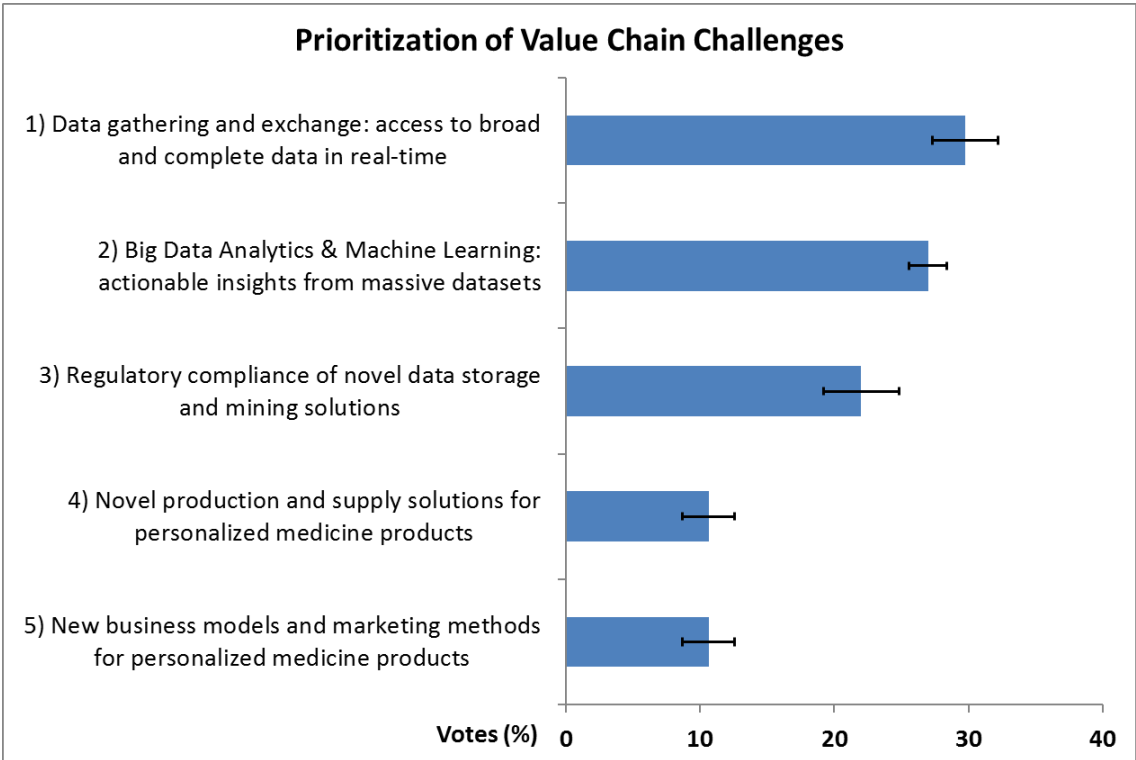 Prioritization of Value Chain Challenges
1) Data gathering and exchange: access to broad
and complete data in real-time
2) Big Data Analytics & Machine Learning:
actionable insights from massive datasets
3) Regulatory compliance of novel data storage
and mining solutions
4) Novel production and supply solutions for
personalized medicine products
5) New business models and marketing methods
for personalized medicine products
Votes (%) 0 10 20 30 40